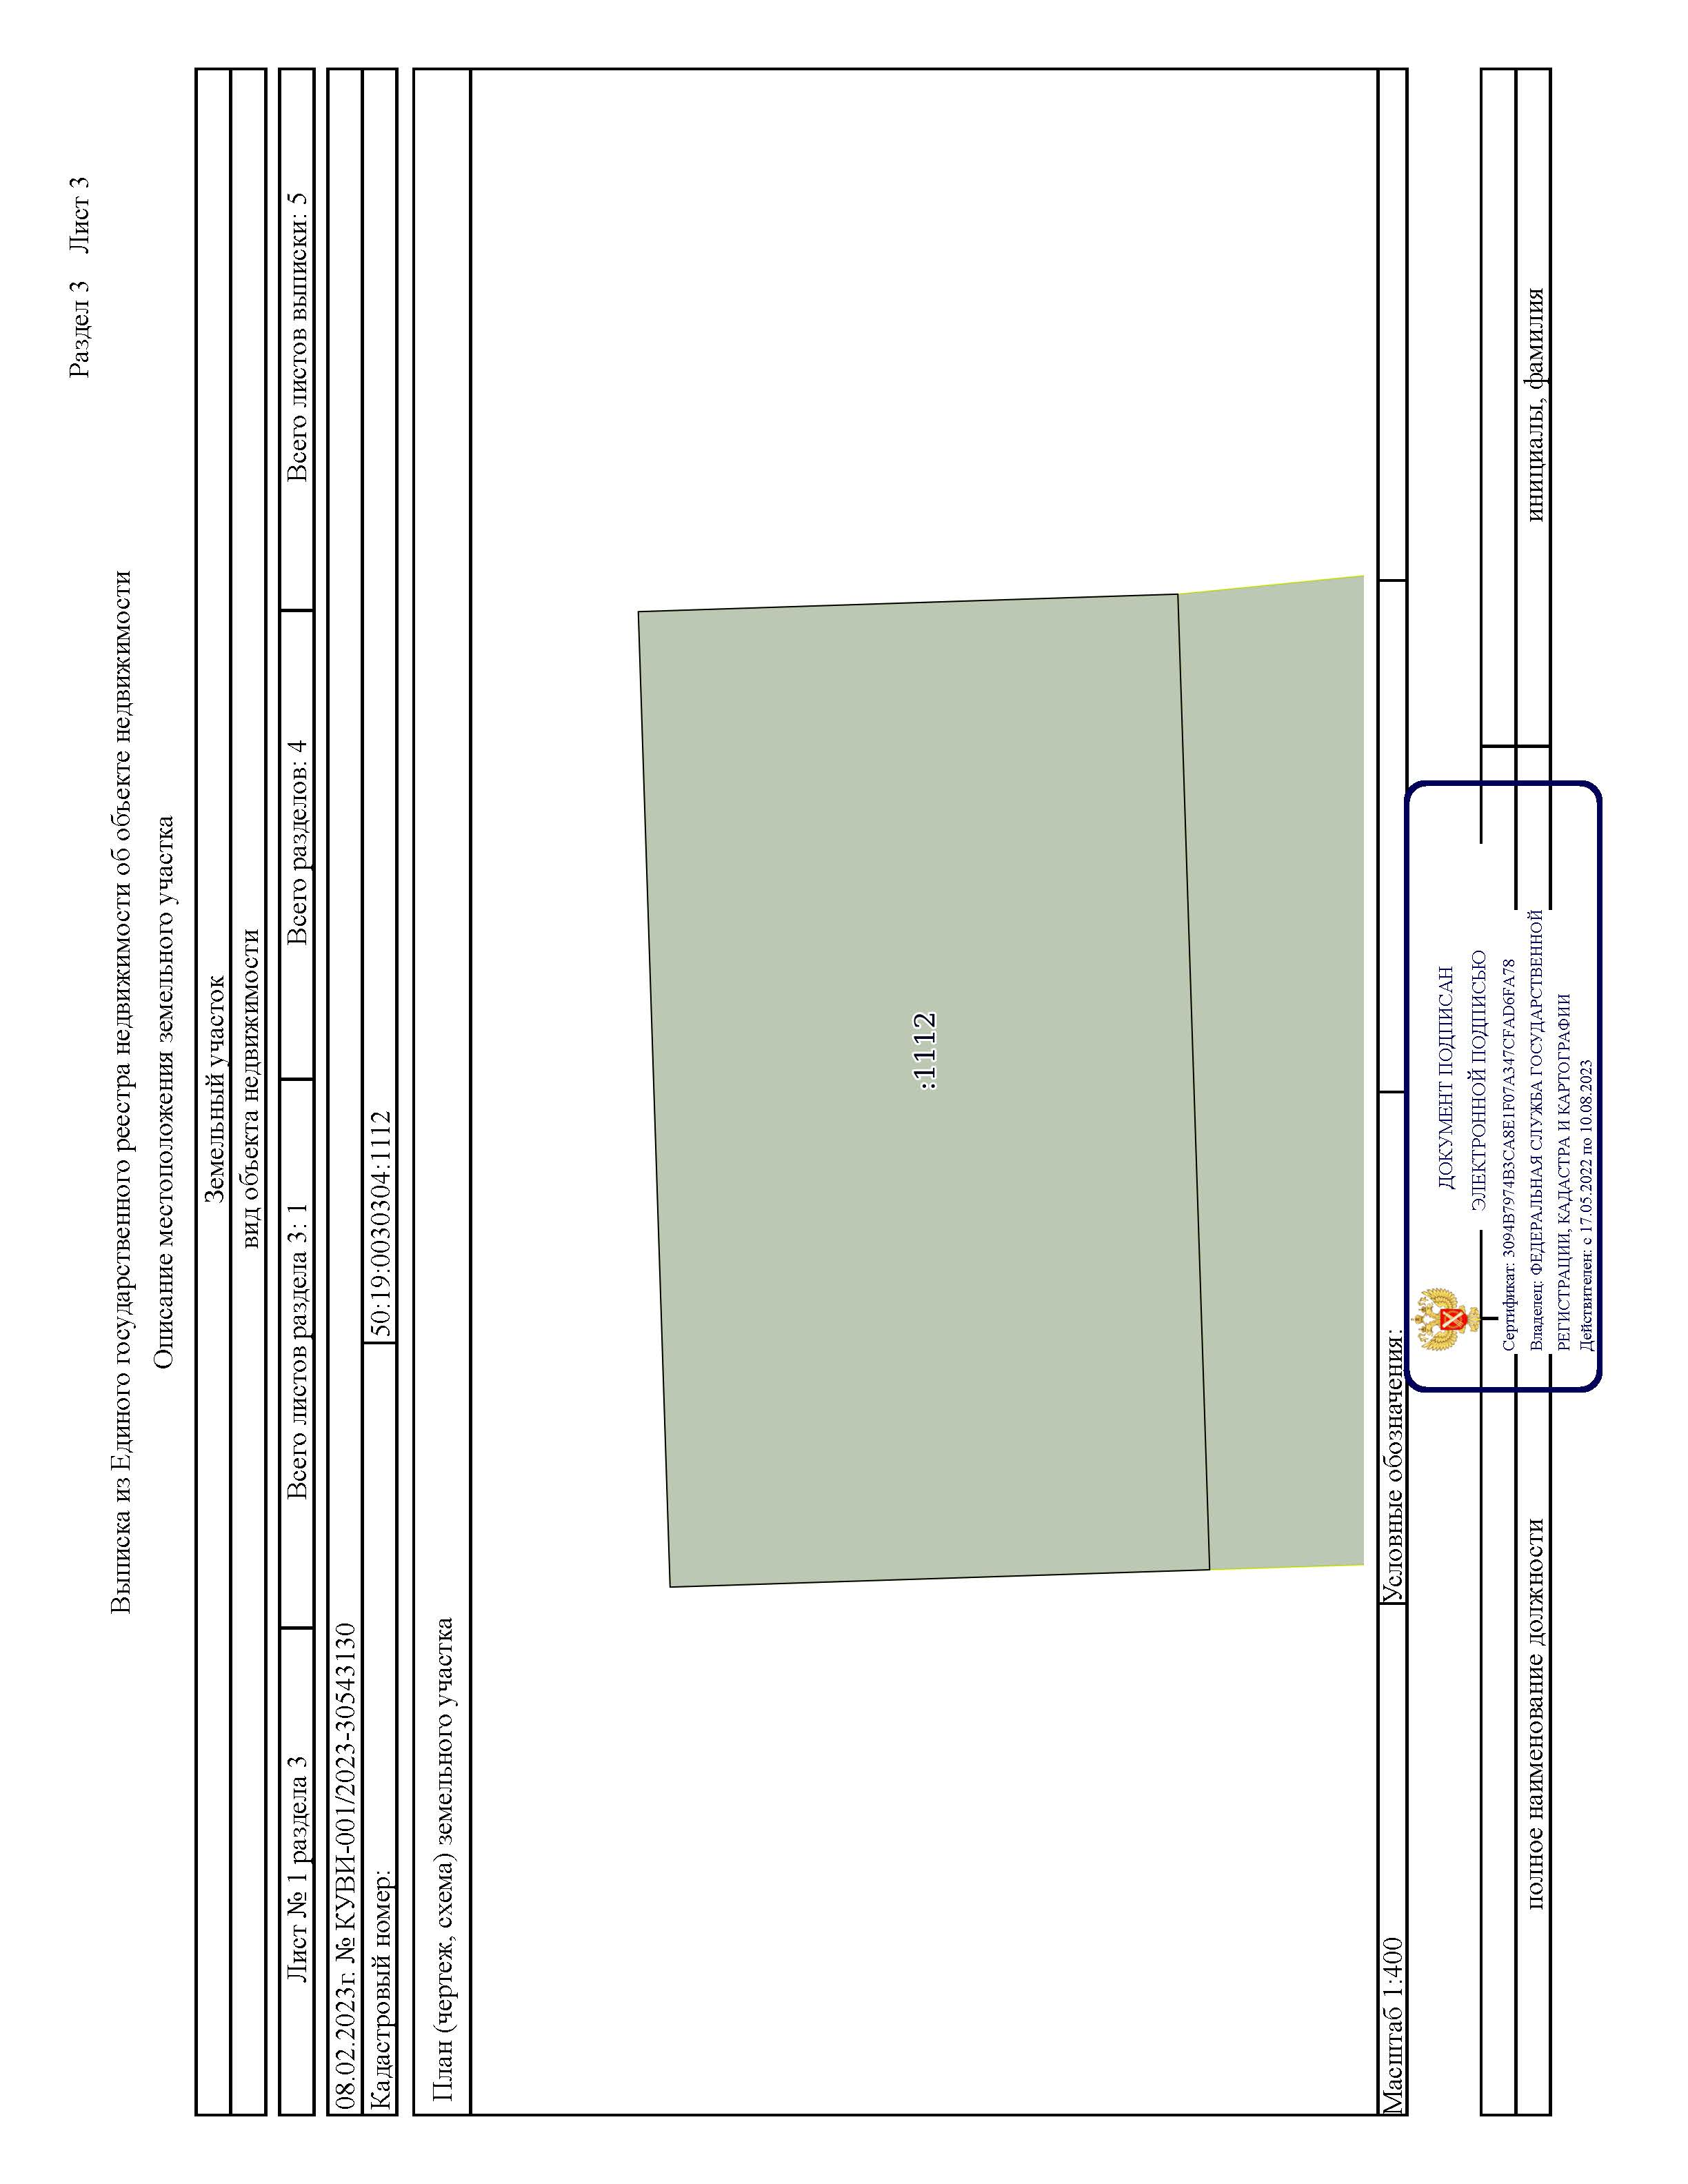 Раздел 3 Лист 3
Выписка из Единого государственного реестра недвижимости об объекте недвижимости
Описание местоположения земельного участка
Земельный участок
вид объекта недвижимости
Лист № 1 раздела 3 Всего листов раздела 3: 1 Всего разделов: 4 Всего листов выписки: 5
08.02.2023г. № КУВИ-001/2023-30543130
Кадастровый номер: 50:19:0030304:1112
План (чертеж, схема) земельного участка
:1112
Масштаб 1:400 Условные обозначения:
ДОКУМЕНТ ПОДПИСАН
ЭЛЕКТРОННОЙ ПОДПИСЬЮ
Сертификат: 3094B7974B3CA8E1F07A347CFAD6FA78
Владелец: ФЕДЕРАЛЬНАЯ СЛУЖБА ГОСУДАРСТВЕННОЙ
РЕГИСТРАЦИИ, КАДАСТРА И КАРТОГРАФИИ
Действителен: с 17.05.2022 по 10.08.2023
полное наименование должности инициалы, фамилия